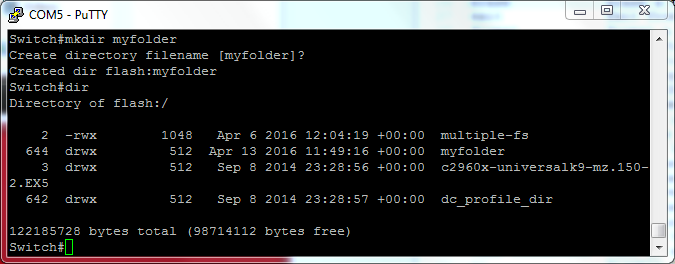 COM5 - PuTTY
Switch#mkdir myfolder
Create directory filename [myfolder]?
Created dir flash:myfolder
Switch#dir
Directory of flash:/
2 -rwx 1048 Apr 6 2016 12:04:19 +00:00 multiple-fs
644 drwx 512 Apr 13 2016 11:49:16 +00:00 myfolder
3 drwx 512 Sep 8 2014 23:28:56 +00:00 c2960x-universalk9-mz.150-
2.EX5
642 drwx 512 Sep 8 2014 23:28:57 +00:00 dc_profile_dir
122185728 bytes total (98714112 bytes free)
Switch#